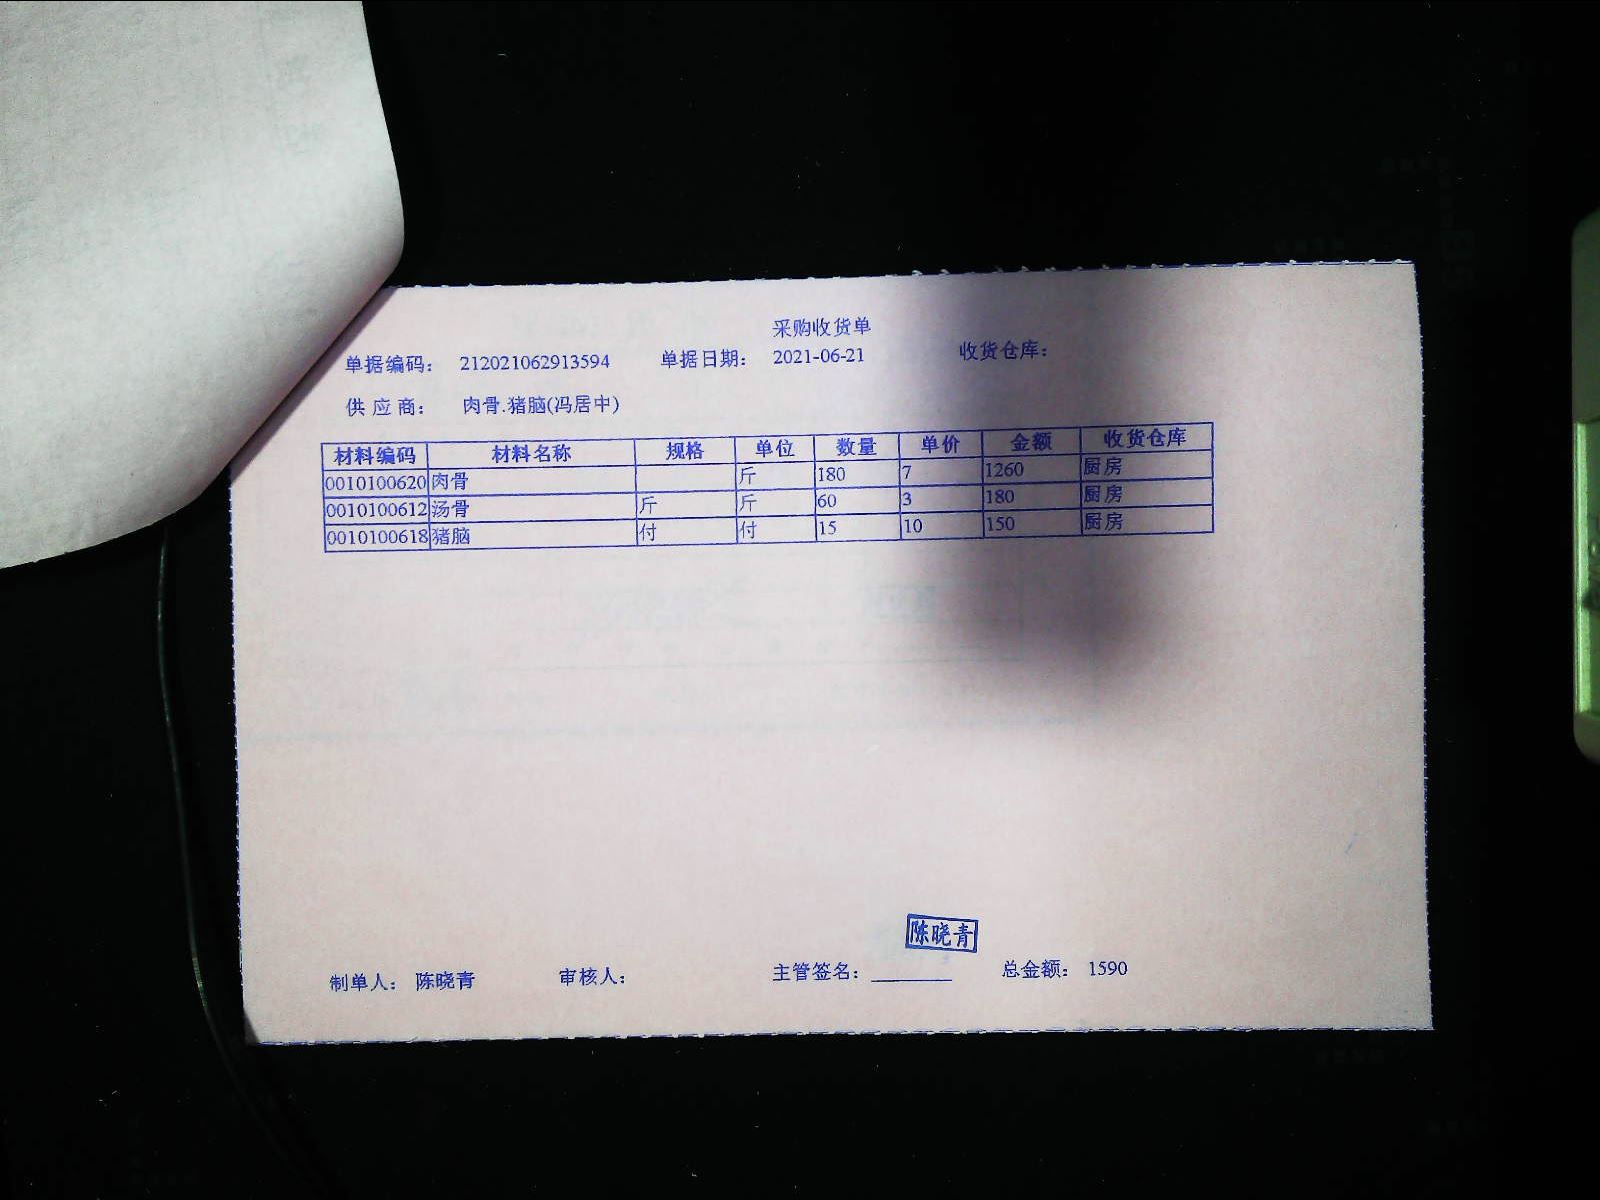 采购收货单
单据编码： 212021062913594 单据日期： 2021-06-21 收货仓库：
供应商： 肉骨.猪脑(冯居中)
材料编码 材料名称 规格 单位 数量 单价 金额 收货仓库
0010100620 肉骨 斤 180 7 1260 厨房
0010100612 汤骨 斤 斤 60 3 180 厨房
0010100618 猪脑 付 付 15 10 150 厨房
陈晓青
制单人： 陈晓青 审核人： 主管签名： 总金额： 1590